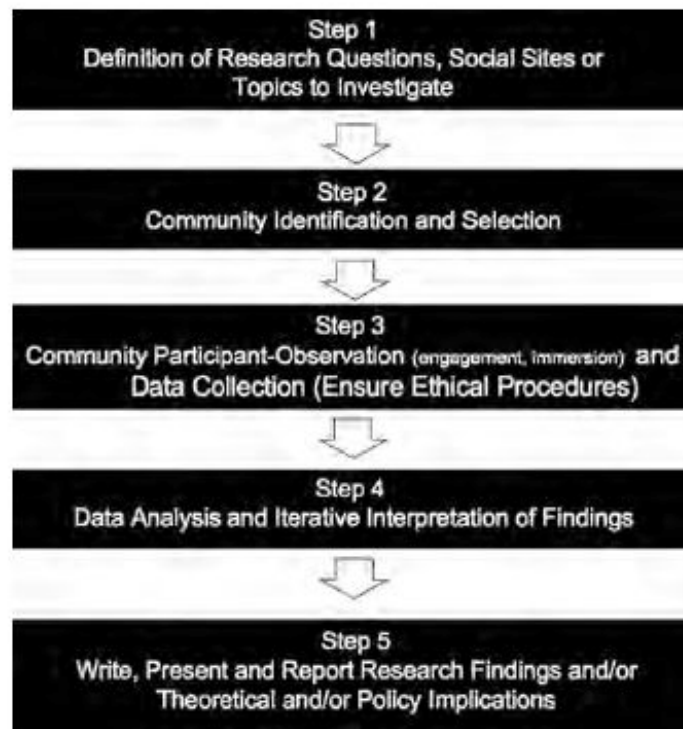 Step 1
Definition of Research Questions, Social Sites or
Topics to Investigate
Step 2
Community Identification and Selection
Step 3
Community Participant-Observation (engagement, immersion) and
Data Collection (Ensure Ethical Procedures)
Step 4
Data Analysis and Iterative Interpretation of Findings
Step 5
Write, Present and Report Research Findings and/or
Theoretical and/or Policy Implications